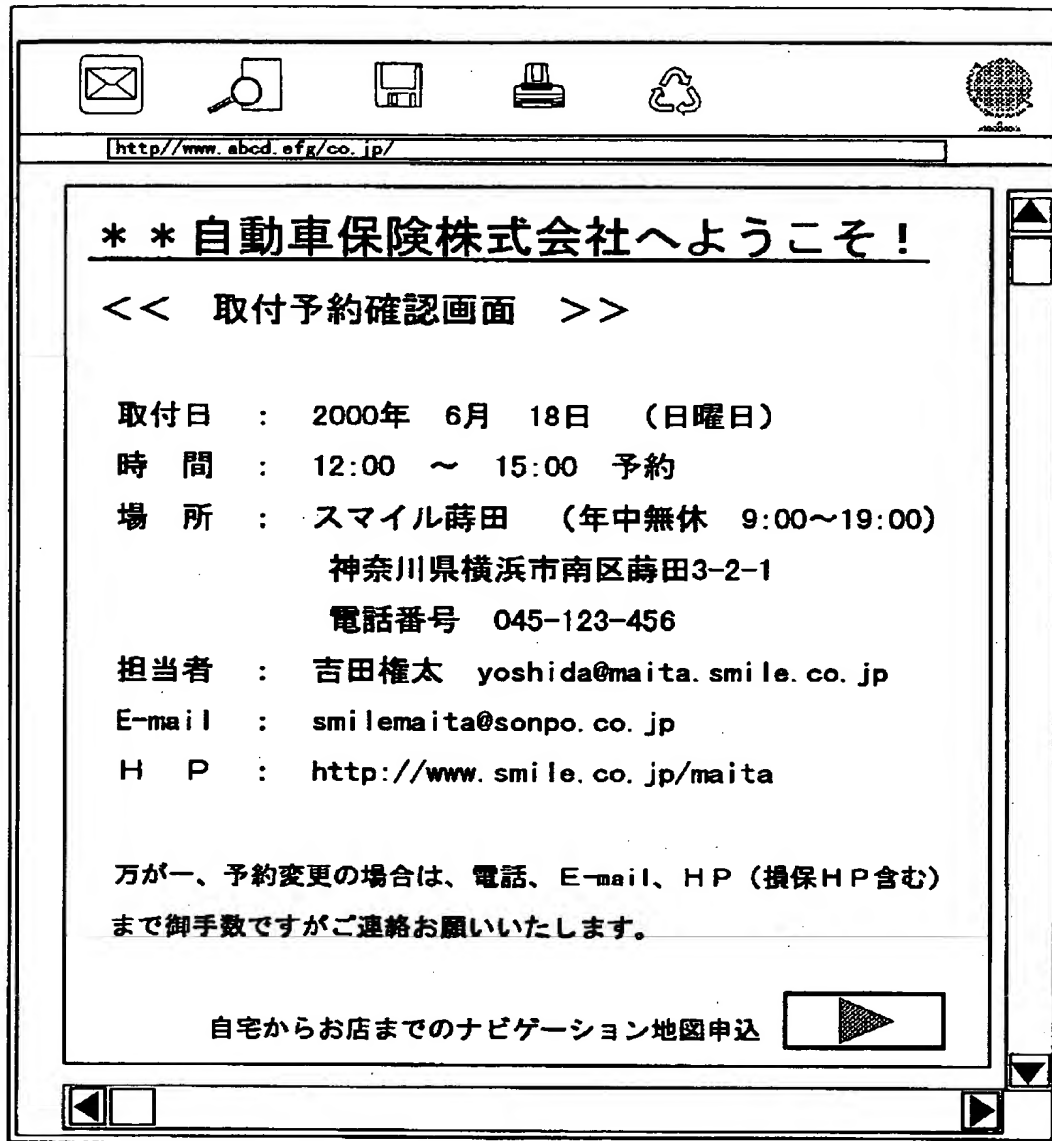 http//www.abcd.efg/co.jp/
＊＊自動車保険株式会社へようこそ！
＜＜　取付予約確認画面　＞＞
取付日　：　2000年　6月　18日　（日曜日）
時　間　：　12:00　～　15:00　予約
場　所　：　スマイル蒔田　（年中無休　9:00～19:00）
神奈川県横浜市南区蒔田3-2-1
電話番号　045-123-456
担当者　：　吉田権太　yoshida@maita.smile.co.jp
E-mail　：　smilemaita@sonpo.co.jp
Ｈ　Ｐ　：　http://www.smile.co.jp/maita
万が一、予約変更の場合は、電話、E-mail、ＨＰ（損保ＨＰ含む）
まで御手数ですがご連絡お願いいたします。
自宅からお店までのナビゲーション地図申込